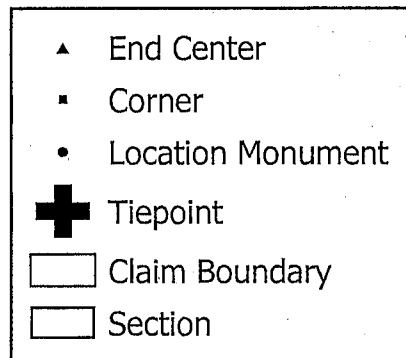 End Center
Corner
Location Monument
Tiepoint
Claim Boundary
Section